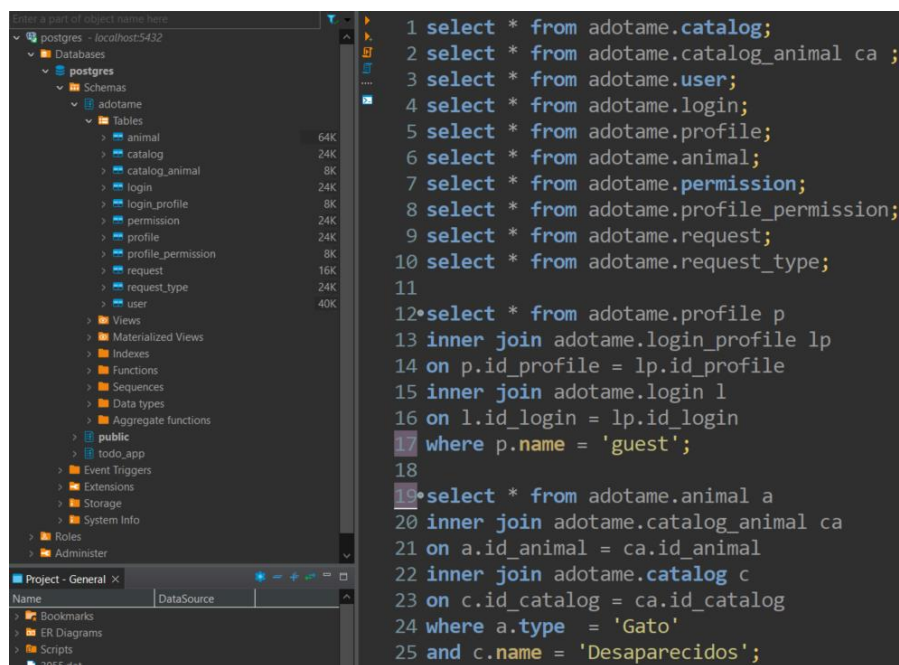 Enter a part of object name here
postgres - localhost:5432
Databases
postgres
Schemas
adotame
Tables
animal 64K
catalog 24K
catalog_animal 8K
login 24K
login_profile 8K
permission 24K
profile 24K
profile_permission 8K
request 16K
request_type 24K
user 40K
Views
Materialized Views
Indexes
Functions
Sequences
Data types
Aggregate functions
public
todo_app
Event Triggers
Extensions
Storage
System Info
Roles
Administer
Project - General
Name DataSource
Bookmarks
ER Diagrams
Scripts
1 select * from adotame.catalog;
2 select * from adotame.catalog_animal ca ;
3 select * from adotame.user;
4 select * from adotame.login;
5 select * from adotame.profile;
6 select * from adotame.animal;
7 select * from adotame.permission;
8 select * from adotame.profile_permission;
9 select * from adotame.request;
10 select * from adotame.request_type;
11
12 select * from adotame.profile p
13 inner join adotame.login_profile lp
14 on p.id_profile = lp.id_profile
15 inner join adotame.login l
16 on l.id_login = lp.id_login
17 where p.name = 'guest';
18
19 select * from adotame.animal a
20 inner join adotame.catalog_animal ca
21 on a.id_animal = ca.id_animal
22 inner join adotame.catalog c
23 on c.id_catalog = ca.id_catalog
24 where a.type  = 'Gato'
25 and c.name = 'Desaparecidos';